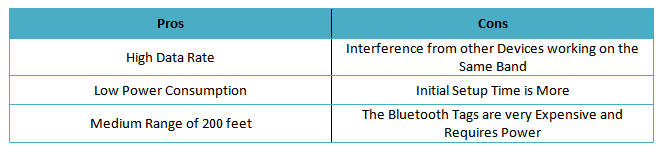 Pros Cons
High Data Rate
Interference from other Devices working on the
Same Band
Low Power Consumption Initial Setup Time is More
Medium Range of 200 feet
The Bluetooth Tags are very Expensive and
Requires Power